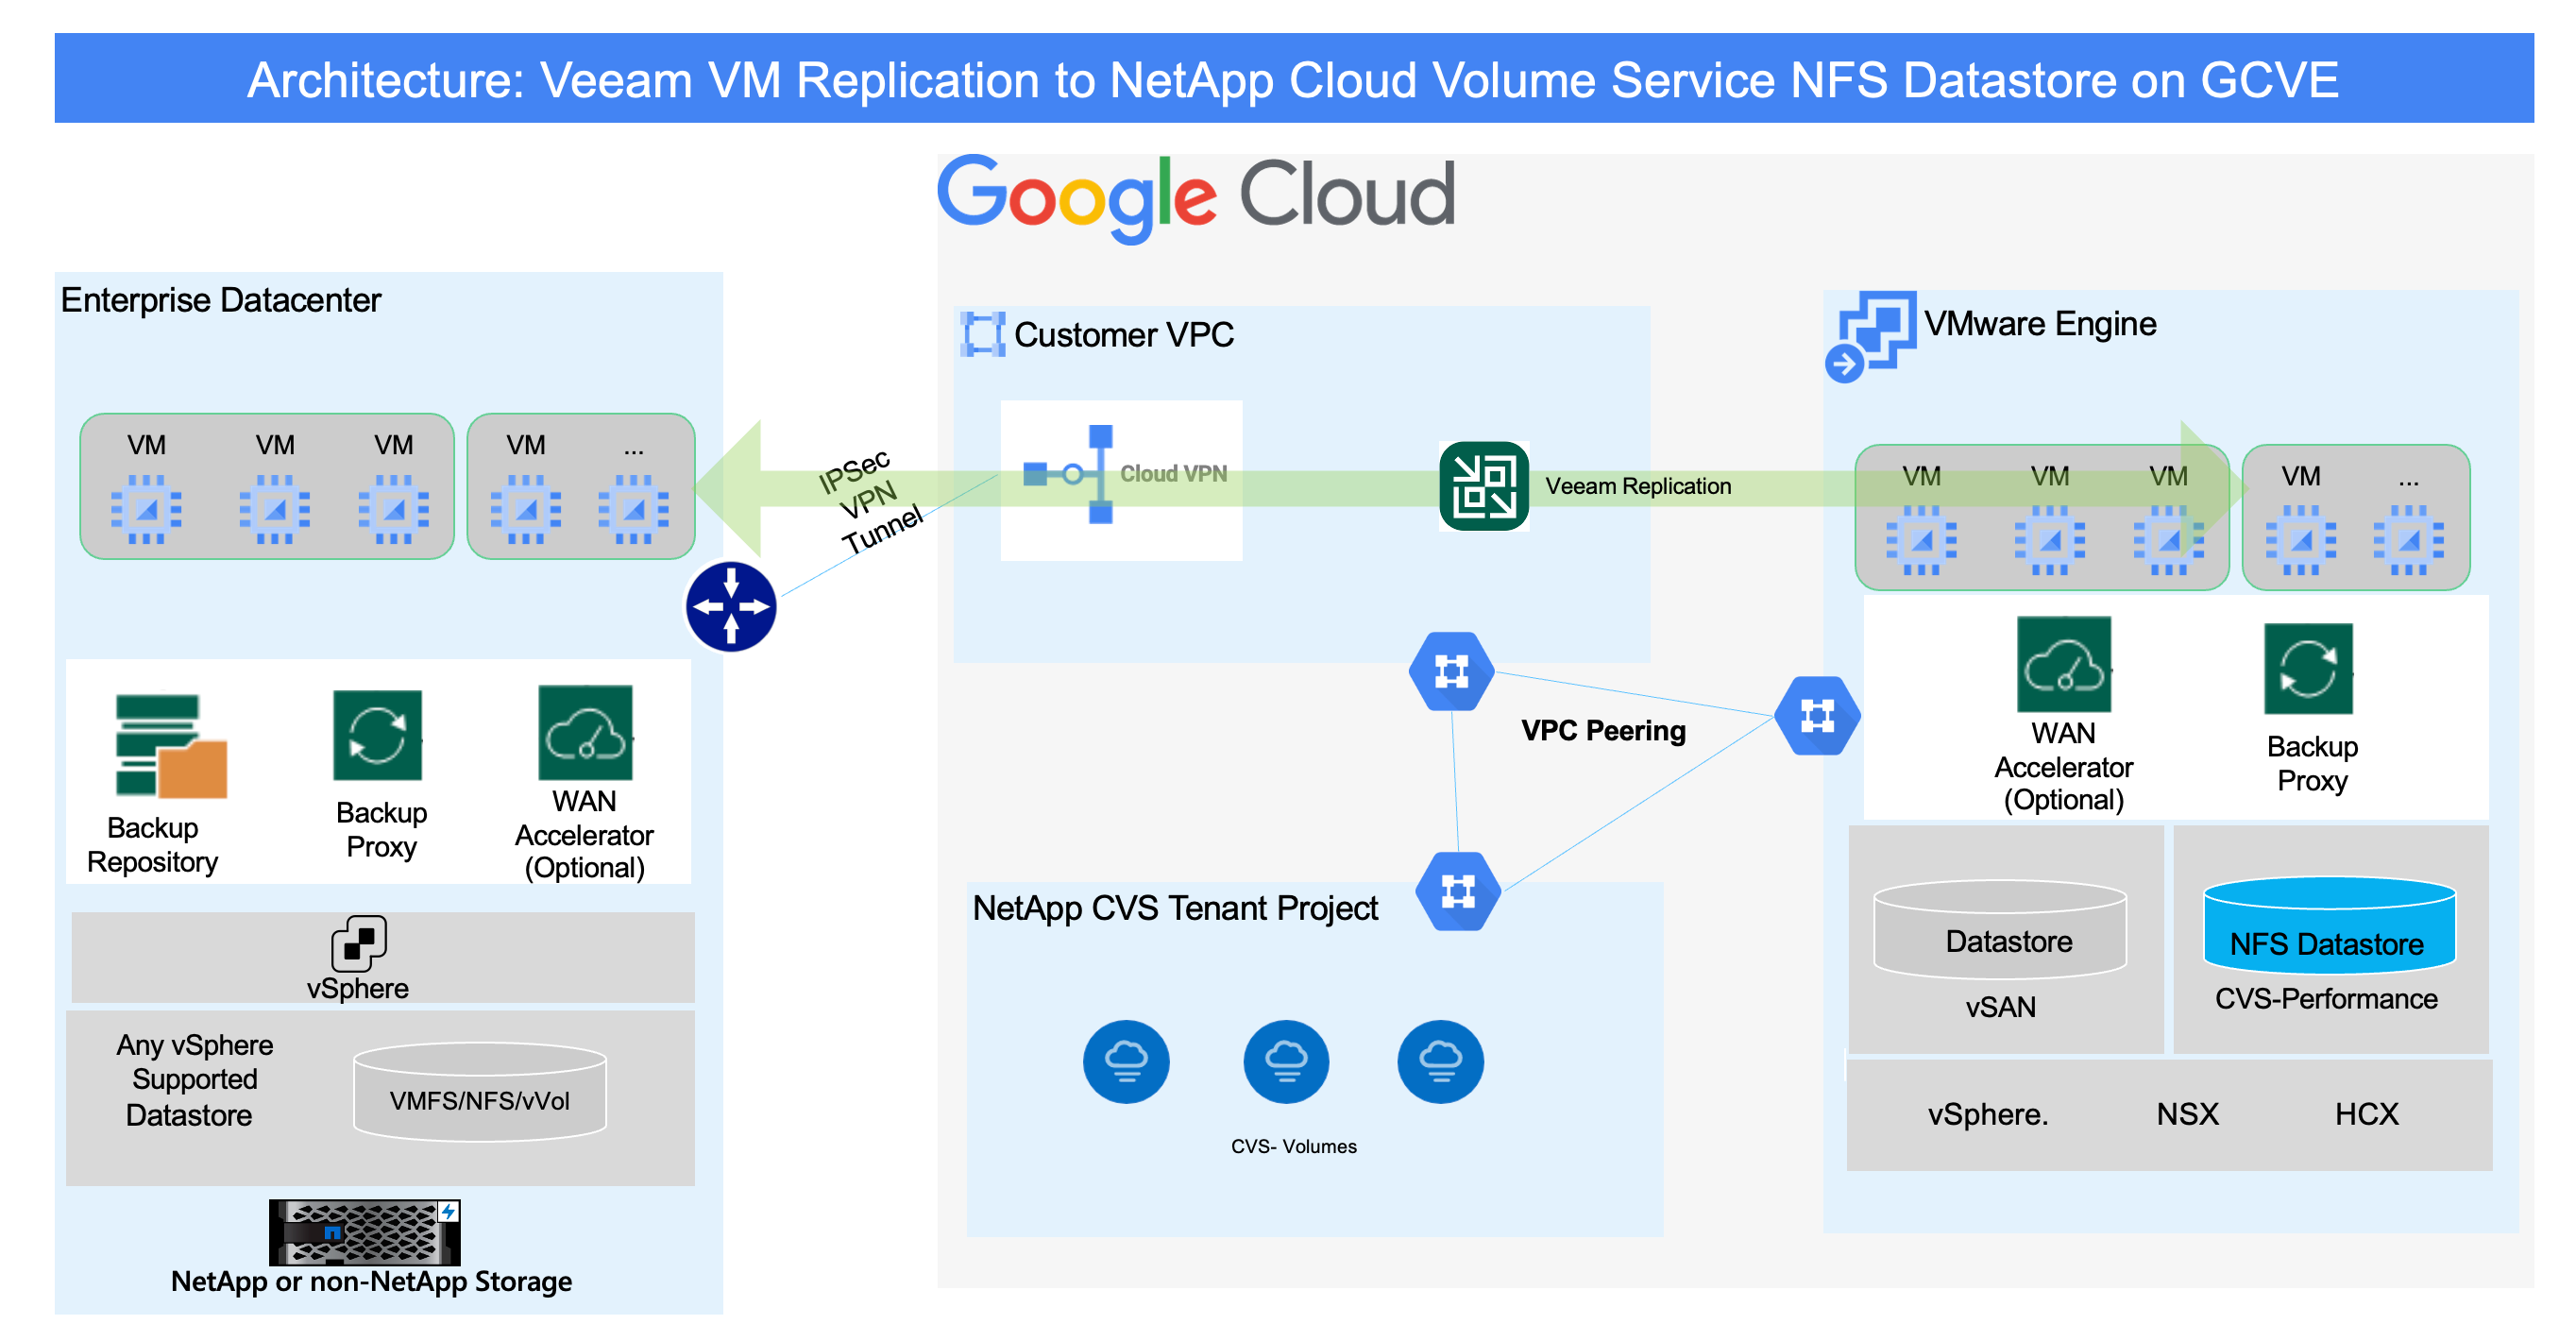 Architecture: Veeam VM Replication to NetApp Cloud Volume Service NFS Datastore on GCVE
Google Cloud
Enterprise Datacenter
VM VM VM VM ...
IPSec
VPN
Tunnel
Backup
Repository
Backup
Proxy
WAN
Accelerator
(Optional)
vSphere
Any vSphere
Supported
Datastore
VMFS/NFS/vVol
NetApp or non-NetApp Storage
Customer VPC
Cloud VPN
Veeam Replication
VPC Peering
NetApp CVS Tenant Project
CVS- Volumes
VMware Engine
VM VM VM VM ...
WAN
Accelerator
(Optional)
Backup
Proxy
Datastore
vSAN
NFS Datastore
CVS-Performance
vSphere. NSX HCX